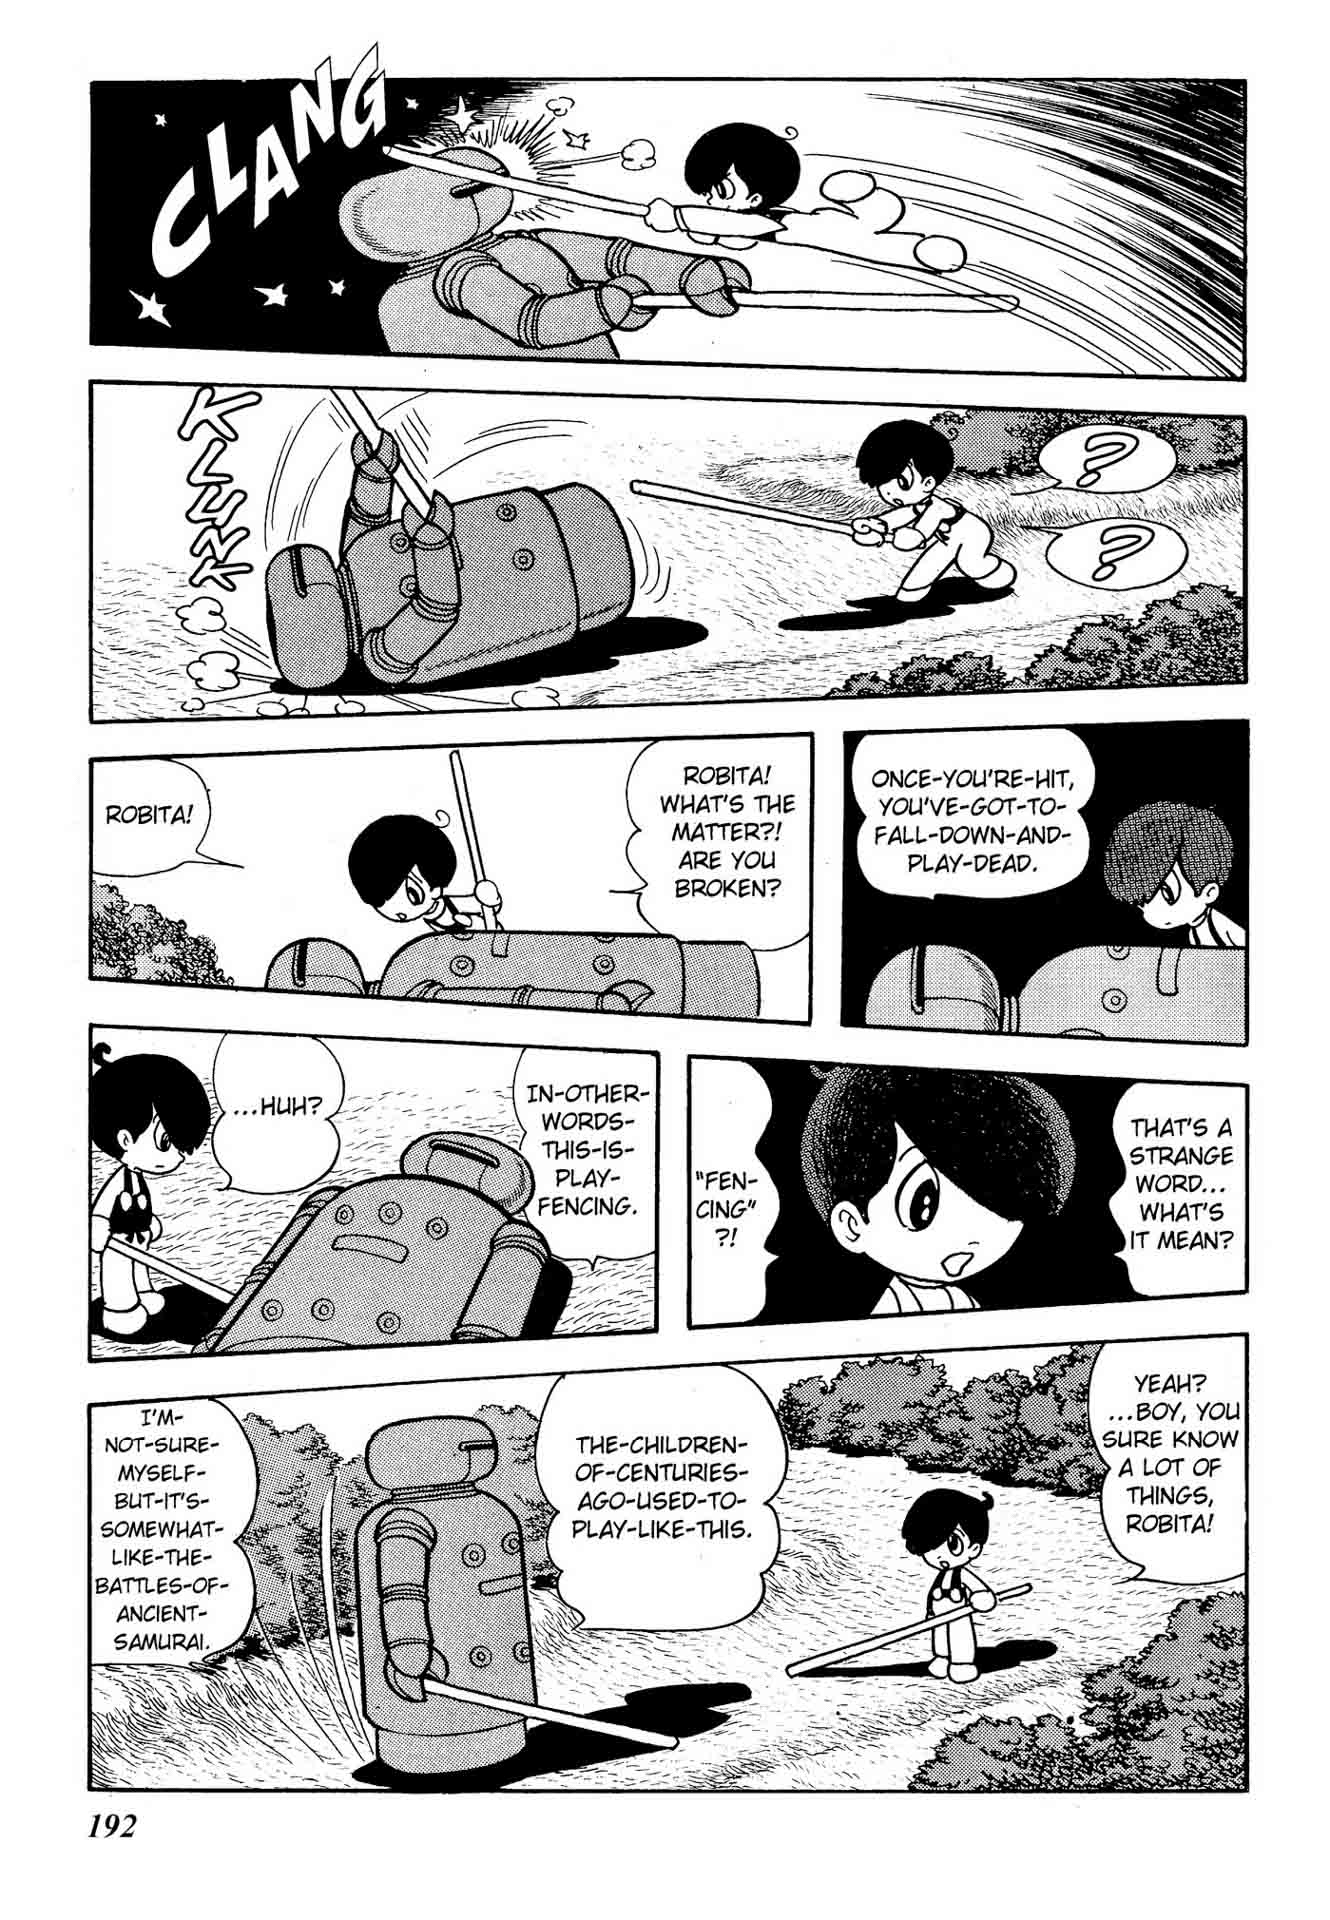 CLANG
KLUNK
?
?
ROBITA!
ROBITA!
WHAT'S THE
MATTER?!
ARE YOU
BROKEN?
ONCE-YOU'RE-HIT,
YOU'VE-GOT-TO-
FALL-DOWN-AND-
PLAY-DEAD.
...HUH?
IN-OTHER-
WORDS-
THIS-IS-
PLAY-
FENCING.
"FEN-
CING"
?!
THAT'S A
STRANGE
WORD...
WHAT'S
IT MEAN?
I'M-
NOT-SURE-
MYSELF-
BUT-IT'S-
SOMEWHAT-
LIKE-THE-
BATTLES-OF-
ANCIENT-
SAMURAI.
THE-CHILDREN-
OF-CENTURIES-
AGO-USED-TO-
PLAY-LIKE-THIS.
YEAH?
...BOY, YOU
SURE KNOW
A LOT OF
THINGS,
ROBITA!
192